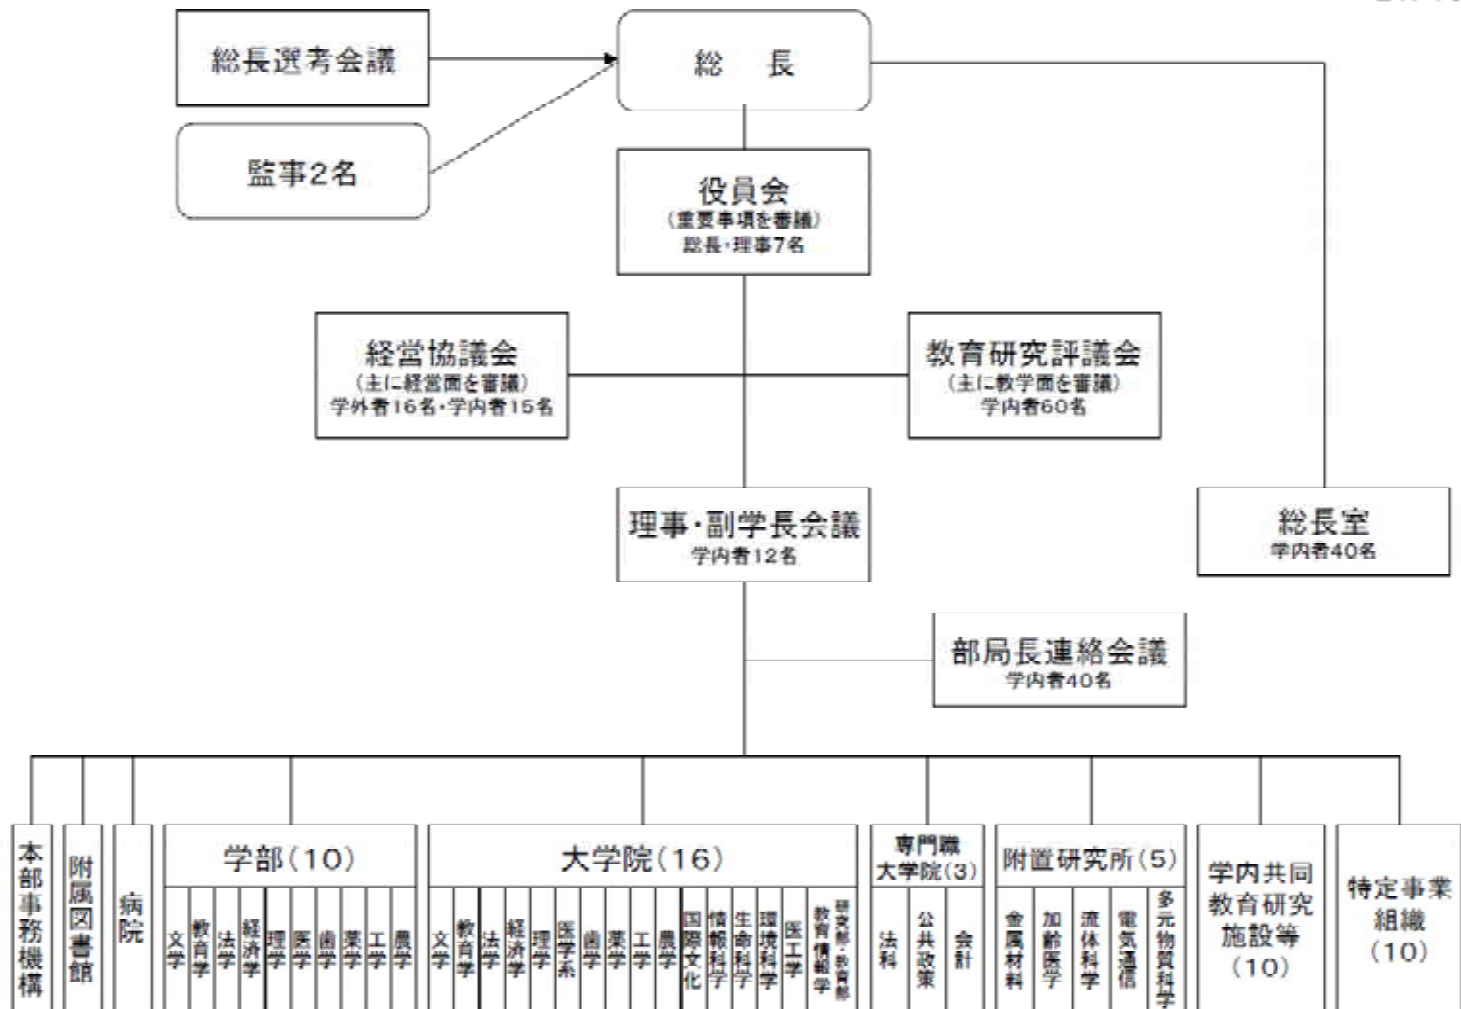 総長選考会議
総　長
監事2名
役員会
(重要事項を審議)
総長・理事7名
経営協議会
(主に経営面を審議)
学外者16名・学内者15名
教育研究評議会
(主に教学面を審議)
学内者60名
理事・副学長会議
学内者12名
総長室
学内者40名
部局長連絡会議
学内者40名
本部事務機構
附属図書館
病院
学部(10)
文学
教育学
法学
経済学
理学
医学
歯学
薬学
工学
農学
大学院(16)
文学
教育学
法学
経済学
理学
医学系
歯学
薬学
工学
農学
国際文化
情報科学
生命科学
環境科学
医工学
教育情報学
研究部・教育部
専門職
大学院(3)
法科
公共政策
会計
附置研究所(5)
金属材料
加齢医学
流体科学
電気通信
多元物質科学
学内共同
教育研究
施設等
(10)
特定事業
組織
(10)